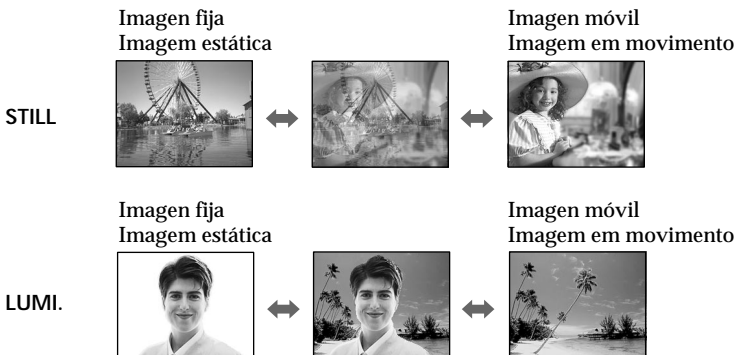 Imagen fija
Imagem estática
Imagen móvil
Imagem em movimento
STILL
Imagen fija
Imagem estática
Imagen móvil
Imagem em movimento
LUMI.